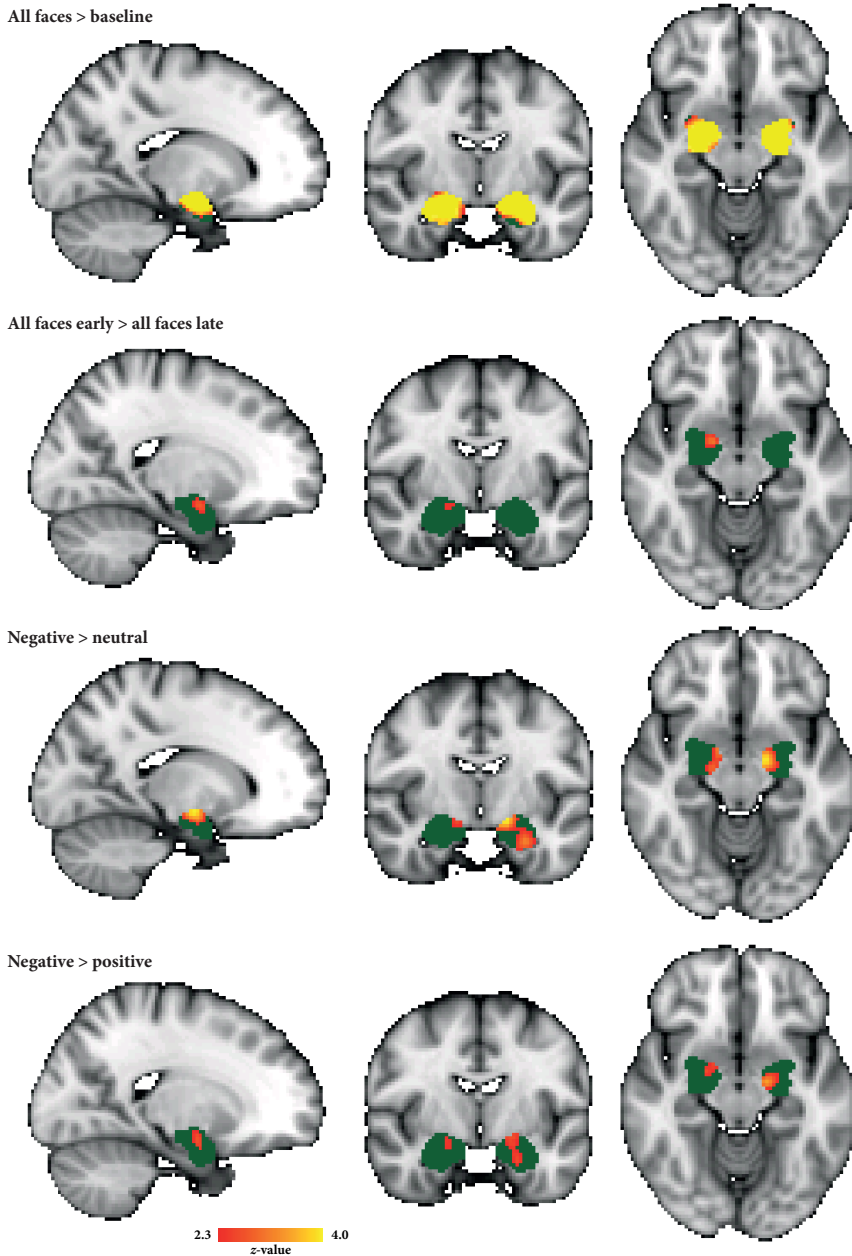 All faces > baseline
All faces early > all faces late
Negative > neutral
Negative > positive
2.3 4.0
z-value